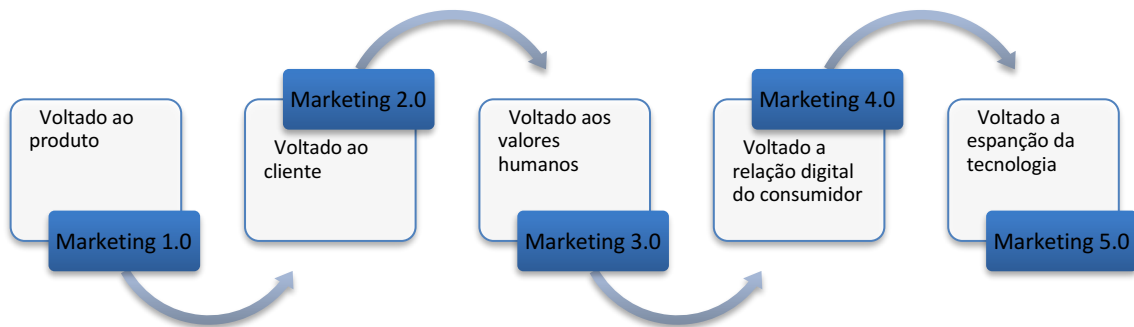 Voltado ao
produto
Marketing 1.0
Marketing 2.0
Voltado ao
cliente
Voltado aos
valores
humanos
Marketing 3.0
Marketing 4.0
Voltado a
relação digital
do consumidor
Voltado a
espanção da
tecnologia
Marketing 5.0